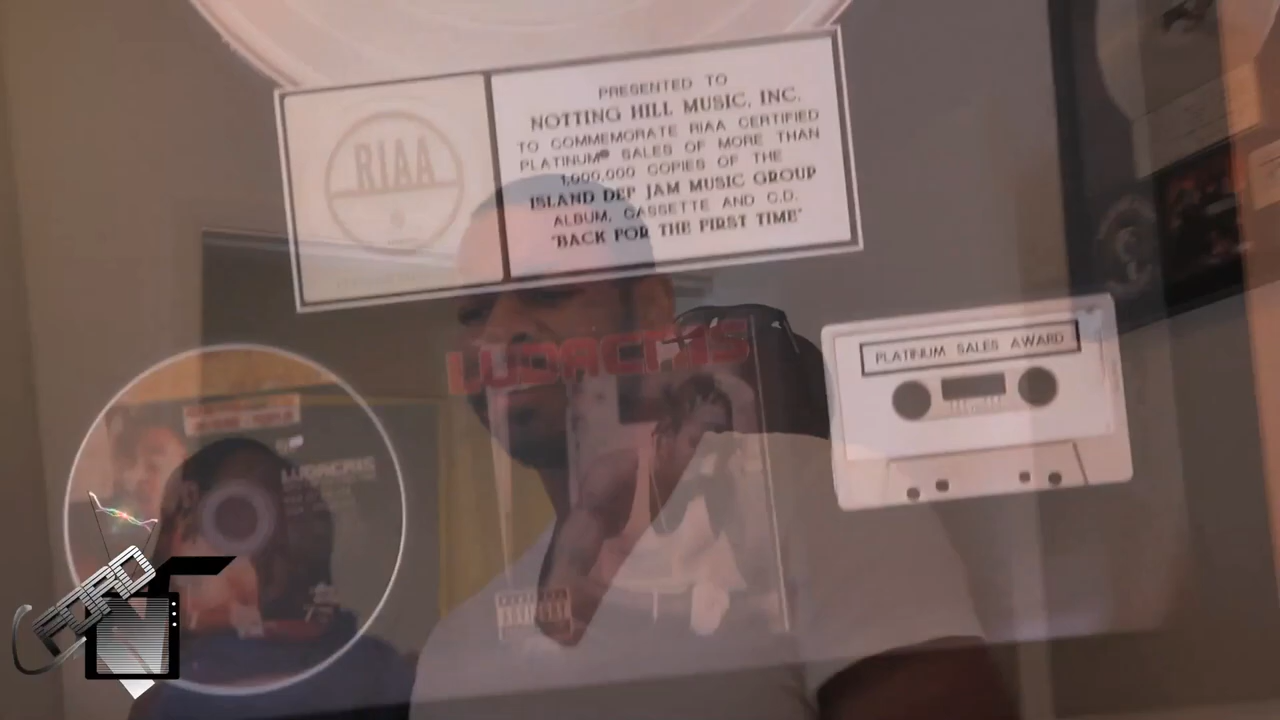 PRESENTED TO
NOTTING HILL MUSIC, INC.
TO COMMEMORATE RIAA CERTIFIED
PLATINUM® SALES OF MORE THAN
1,000,000 COPIES OF THE
ISLAND DEF JAM MUSIC GROUP
ALBUM, CASSETTE AND C.D.
"BACK FOR THE FIRST TIME"
RIAA
LUDACRIS
PLATINUM SALES AWARD
LUDACRIS